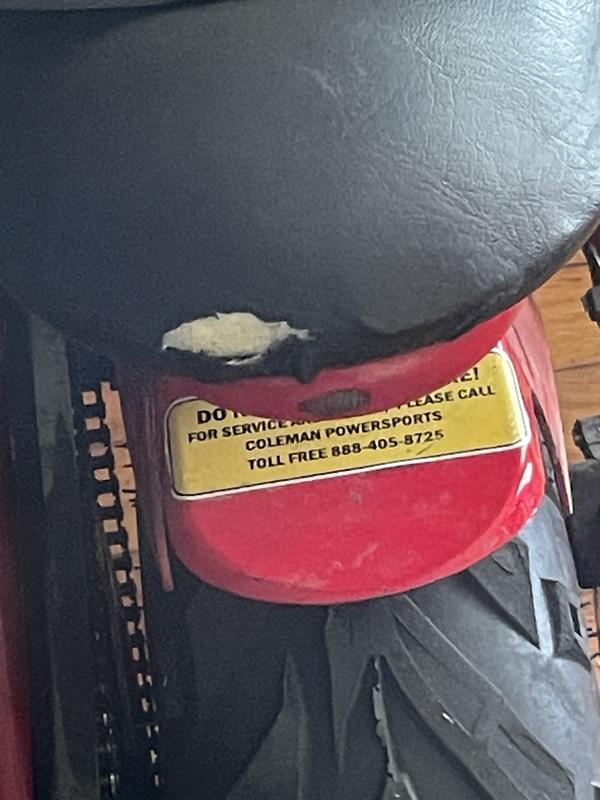 DO
FOR SERVICE PLEASE CALL
COLEMAN POWERSPORTS
TOLL FREE 888-405-8725